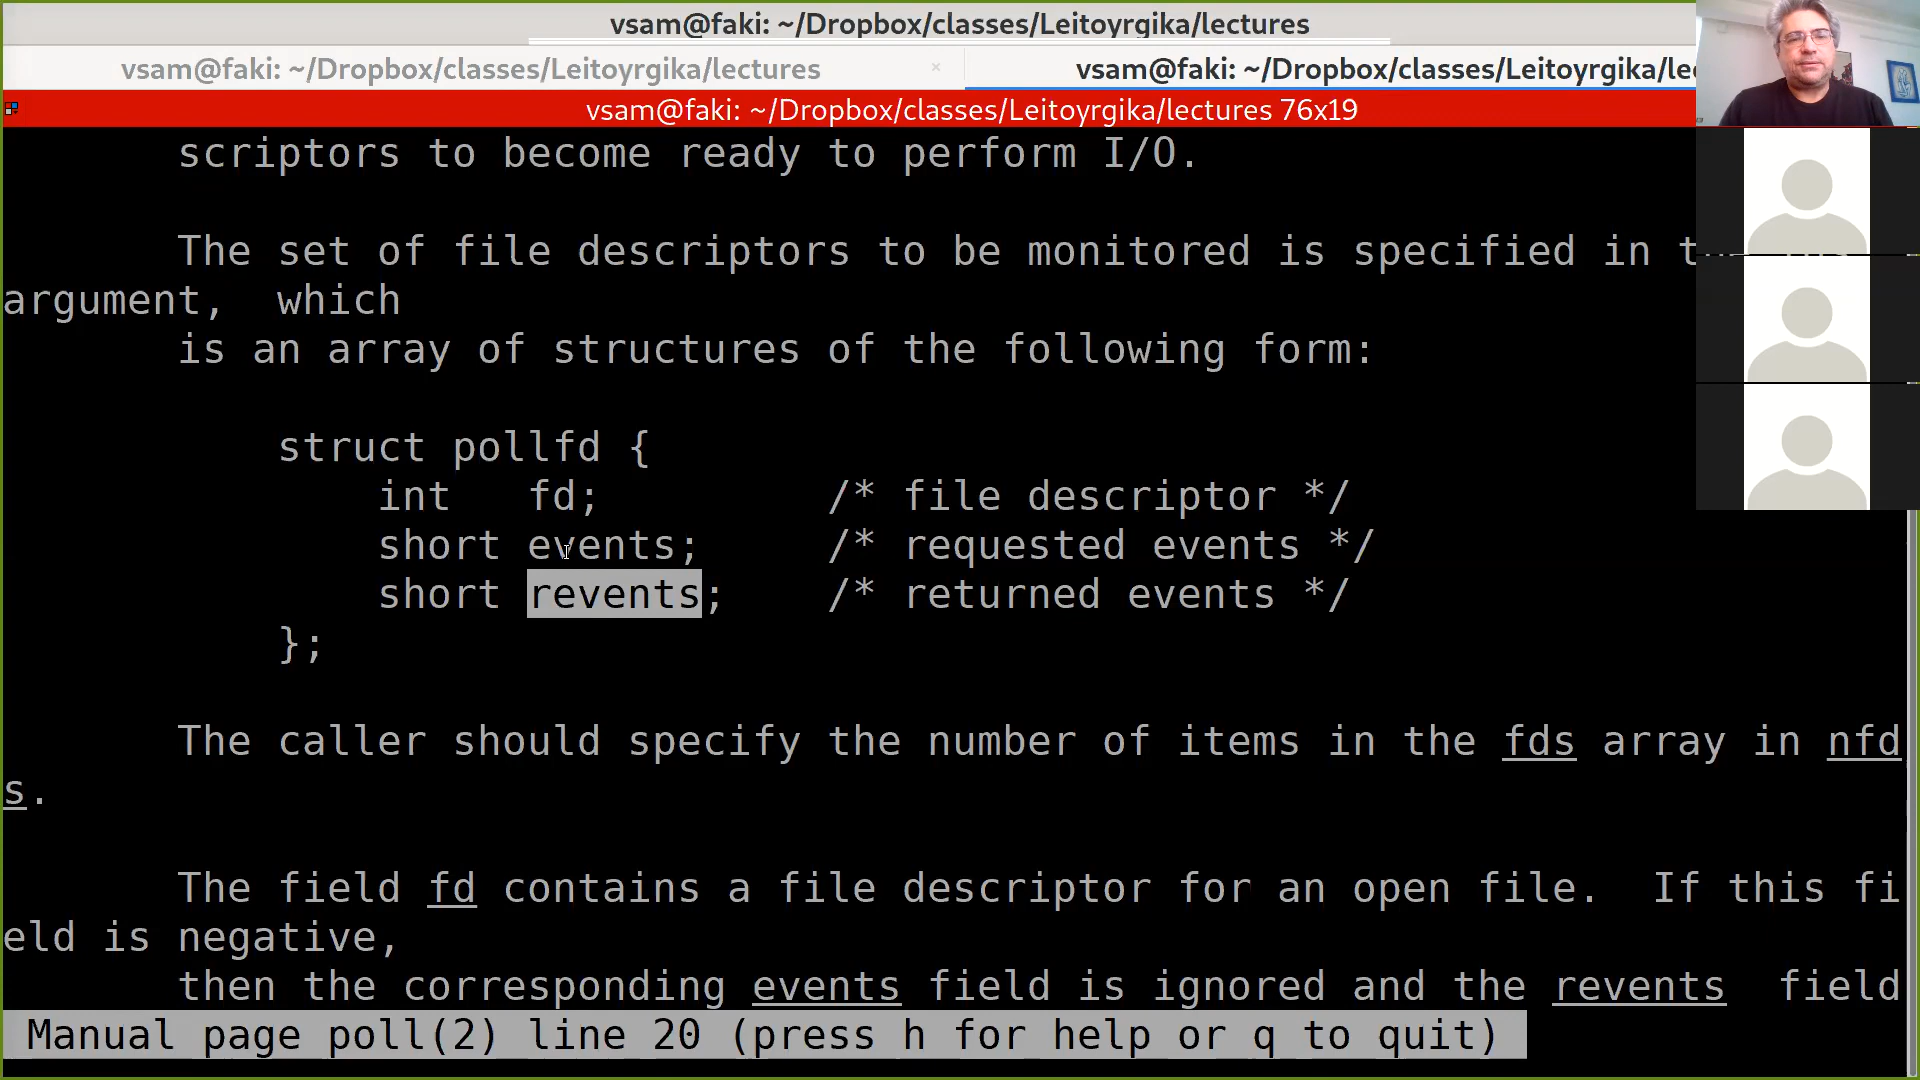 vsam@faki: ~/Dropbox/classes/Leitoyrgika/lectures
vsam@faki: ~/Dropbox/classes/Leitoyrgika/lectures × vsam@faki: ~/Dropbox/classes/Leitoyrgika/le
vsam@faki: ~/Dropbox/classes/Leitoyrgika/lectures 76x19
scriptors to become ready to perform I/O.
The set of file descriptors to be monitored is specified in
argument, which
is an array of structures of the following form:
struct pollfd {
int fd; /* file descriptor */
short events; /* requested events */
short revents; /* returned events */
};
The caller should specify the number of items in the fds array in nfd
s.
The field fd contains a file descriptor for an open file. If this fi
eld is negative,
then the corresponding events field is ignored and the revents field
Manual page poll(2) line 20 (press h for help or q to quit)